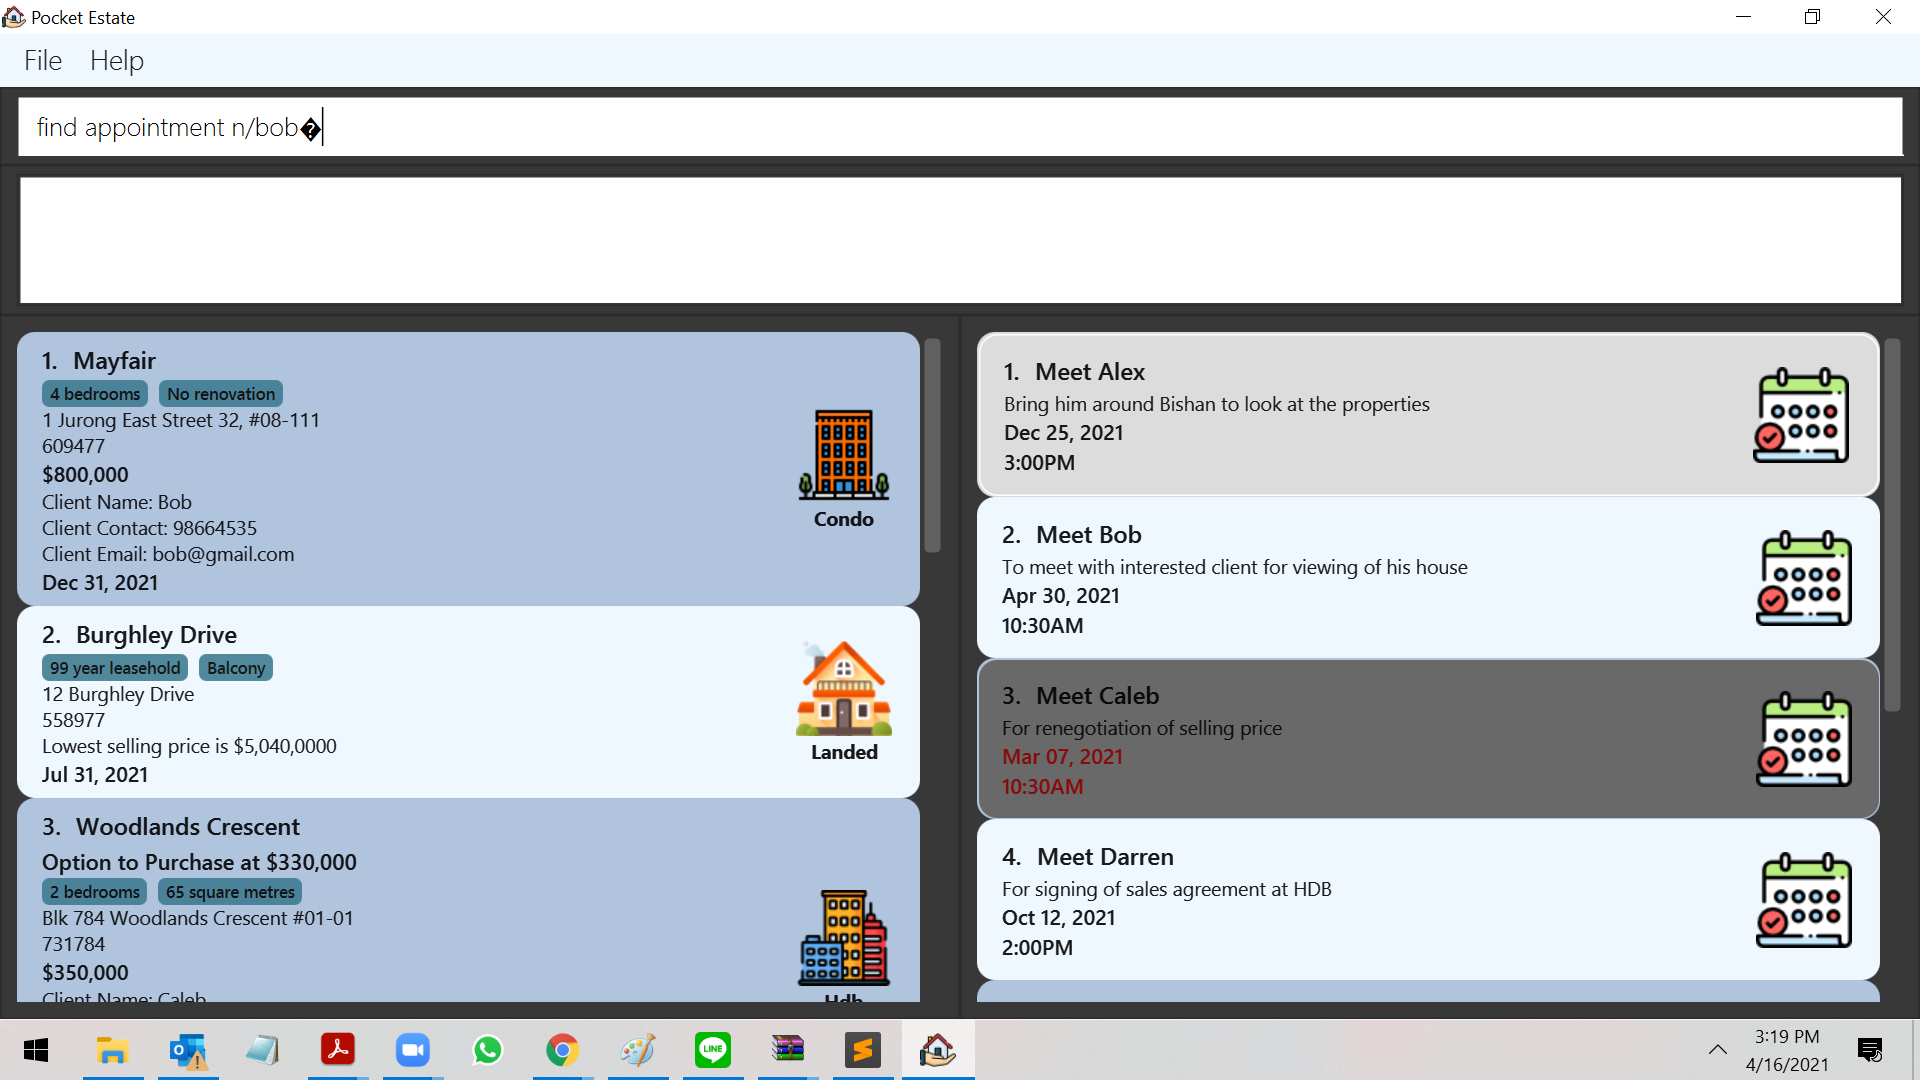 Pocket Estate
File Help
find appointment n/bob�
1. Mayfair
4 bedrooms No renovation
1 Jurong East Street 32, #08-111
609477
$800,000
Client Name: Bob
Client Contact: 98664535
Client Email: bob@gmail.com
Dec 31, 2021
Condo
2. Burghley Drive
99 year leasehold Balcony
12 Burghley Drive
558977
Lowest selling price is $5,040,0000
Jul 31, 2021
Landed
3. Woodlands Crescent
Option to Purchase at $330,000
2 bedrooms 65 square metres
Blk 784 Woodlands Crescent #01-01
731784
$350,000
Client Name: Caleb
Hdb
1. Meet Alex
Bring him around Bishan to look at the properties
Dec 25, 2021
3:00PM
2. Meet Bob
To meet with interested client for viewing of his house
Apr 30, 2021
10:30AM
3. Meet Caleb
For renegotiation of selling price
Mar 07, 2021
10:30AM
4. Meet Darren
For signing of sales agreement at HDB
Oct 12, 2021
2:00PM
LINE
3:19 PM
4/16/2021